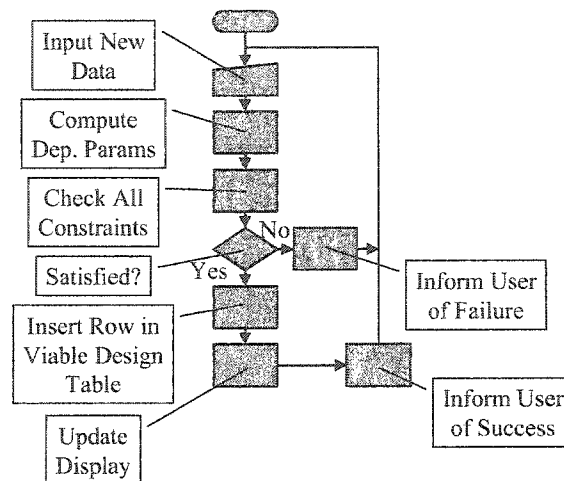 Input New
Data
Compute
Dep. Params
Check All
Constraints
No
Satisfied?
Yes
Inform User
of Failure
Insert Row in
Viable Design
Table
Update
Display
Inform User
of Success